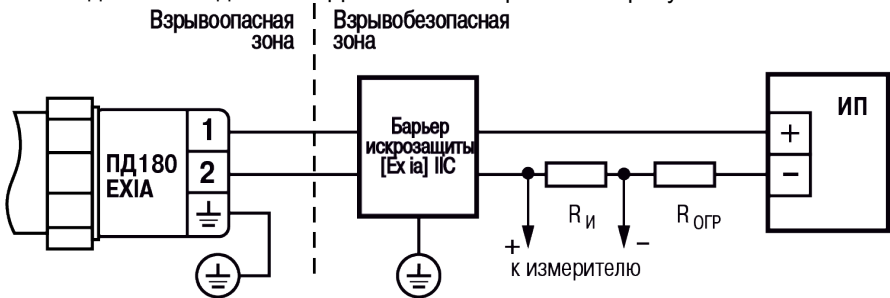 Взрывоопасная
зона
Взрывобезопасная
зона
ПД180
EXIA
1
2
Барьер
искрозащиты
[Ex ia] IIC
ИП
+
−
R И
R ОГР
+
−
к измерителю